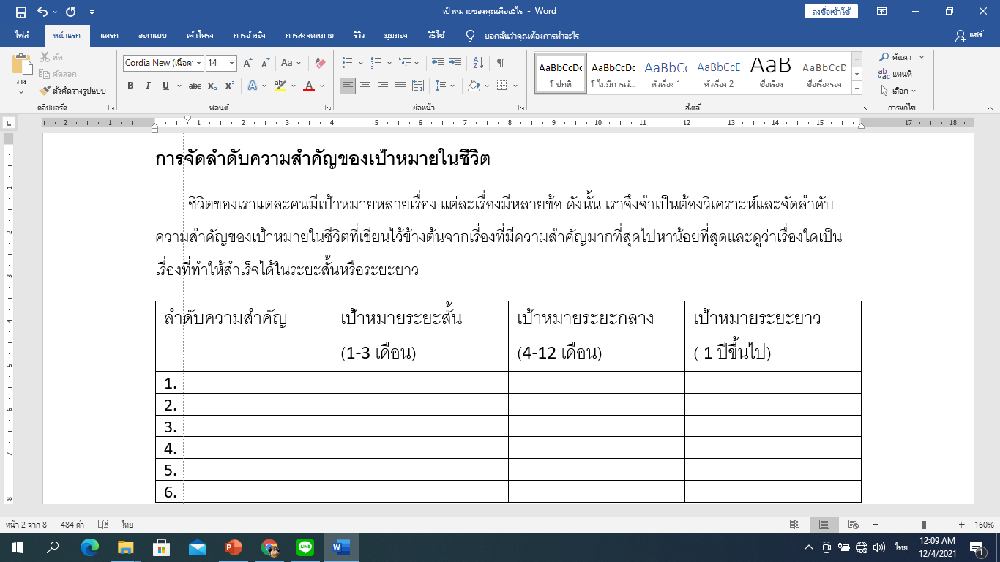 เป้าหมายของคุณคืออะไร - Word
ลงชื่อเข้าใช้
ไฟล์ หน้าแรก แทรก ออกแบบ เค้าโครง การอ้างอิง การส่งจดหมาย รีวิว มุมมอง วิธีใช้ บอกฉันว่าคุณต้องการทำอะไร แชร์
วาง
ตัด
คัดลอก
ตัวคัดวางรูปแบบ
คลิปบอร์ด
Cordia New (เนื้อค 14
ฟอนต์
ย่อหน้า
AaBbCcDc AaBbCcDc AaBbCc AaBbCcD AaB AaBbCcD
¶ ปกติ ¶ ไม่มีการเว้... หัวเรื่อง 1 หัวเรื่อง 2 ชื่อเรื่อง ชื่อเรื่องรอง
สไตล์
ค้นหา
แทนที่
เลือก
การแก้ไข
2 1 1 2 3 4 5 6 7 8 9 10 11 12 13 14 15 17 18
การจัดลำดับความสำคัญของเป้าหมายในชีวิต
ชีวิตของเราแต่ละคนมีเป้าหมายหลายเรื่อง แต่ละเรื่องมีหลายข้อ ดังนั้น เราจึงจำเป็นต้องวิเคราะห์และจัดลำดับ
ความสำคัญของเป้าหมายในชีวิตที่เขียนไว้ข้างต้นจากเรื่องที่มีความสำคัญมากที่สุดไปหาน้อยที่สุดและดูว่าเรื่องใดเป็น
เรื่องที่ทำให้สำเร็จได้ในระยะสั้นหรือระยะยาว
ลำดับความสำคัญ เป้าหมายระยะสั้น เป้าหมายระยะกลาง เป้าหมายระยะยาว
(1-3 เดือน) (4-12 เดือน) ( 1 ปีขึ้นไป)
1.
2.
3.
4.
5.
6.
หน้า 2 จาก 8 484 คำ ไทย 160%
ไทย
12:09 AM
12/4/2021
1